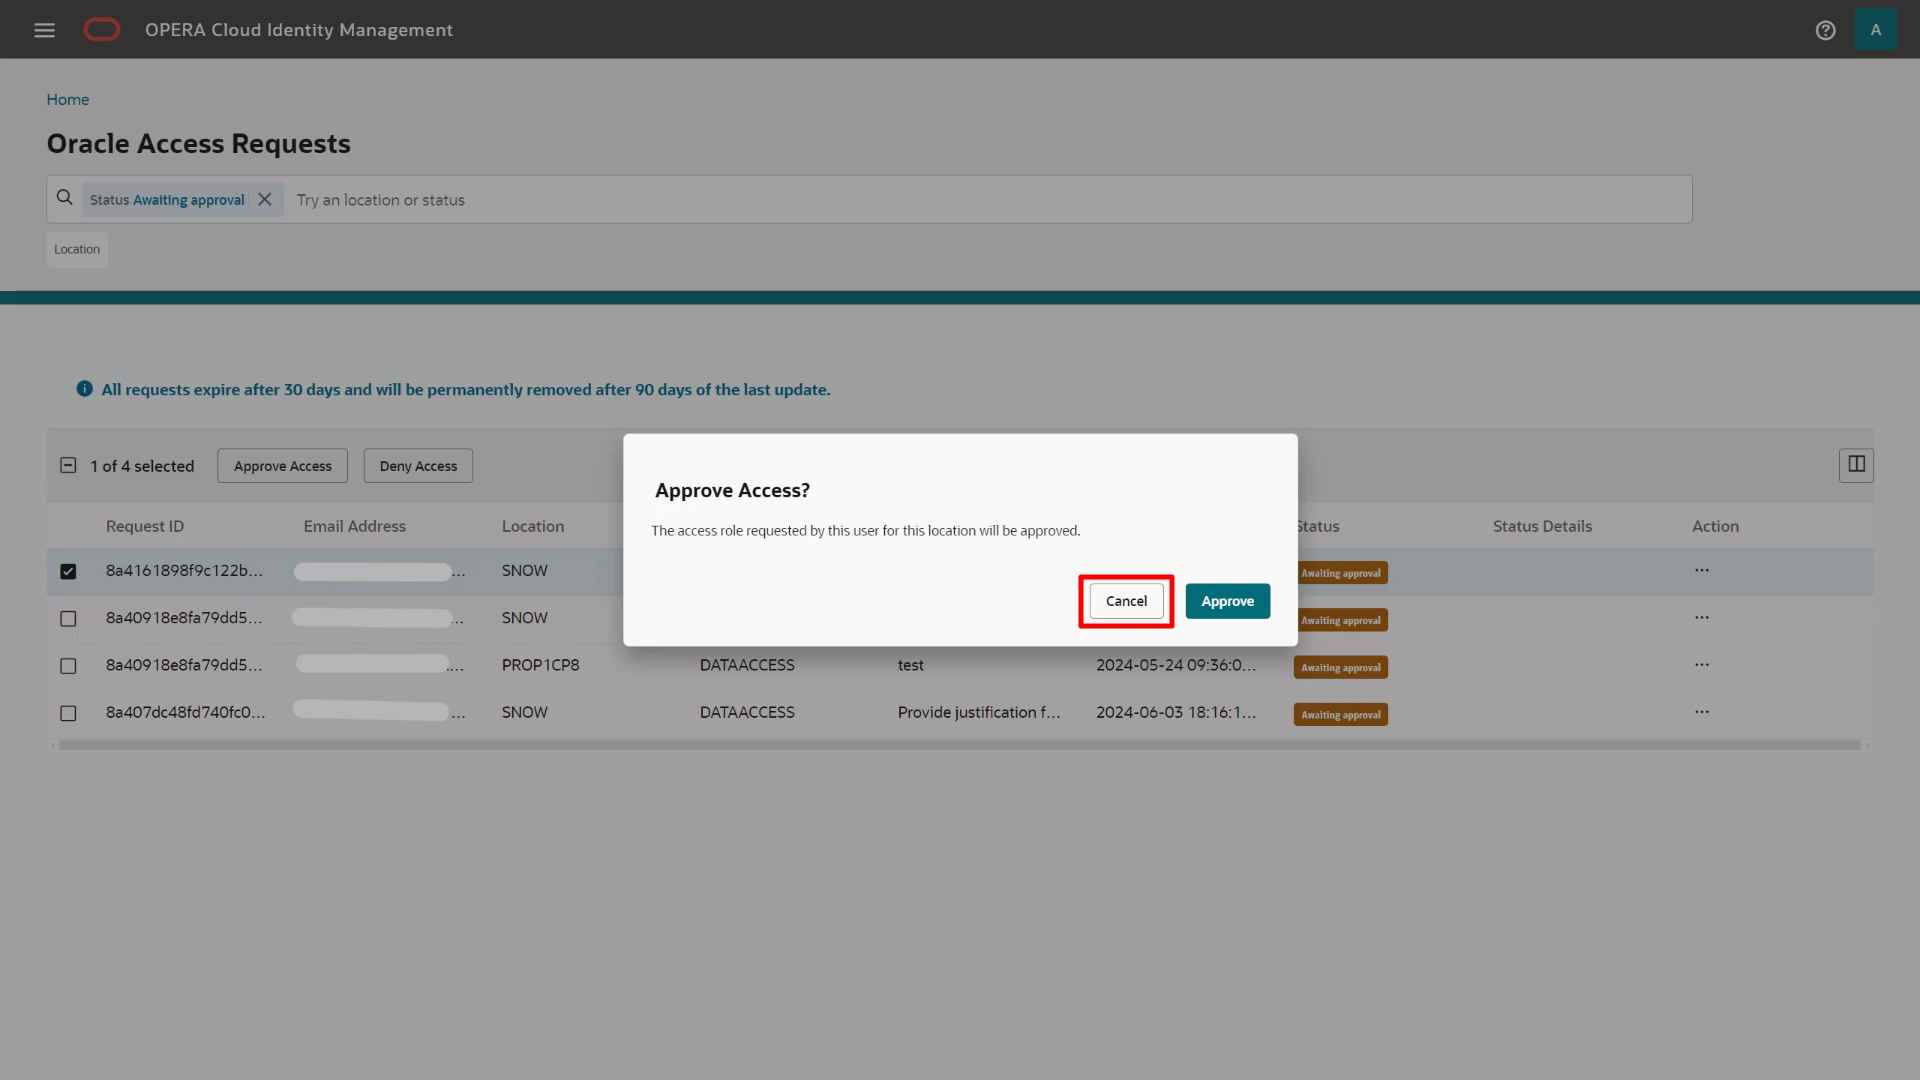 OPERA Cloud Identity Management
A
Home
Oracle Access Requests
Status Awaiting approval
Try an location or status
Location
All requests expire after 30 days and will be permanently removed after 90 days of the last update.
1 of 4 selected
Approve Access
Deny Access
Approve Access?
The access role requested by this user for this location will be approved.
Cancel
Approve
Request ID Email Address Location Status Status Details Action
8a4161898f9c122b... ... SNOW Awaiting approval ...
8a40918e8fa79dd5... ... SNOW Awaiting approval ...
8a40918e8fa79dd5... ... PROP1CP8 DATAACCESS test 2024-05-24 09:36:0... Awaiting approval ...
8a407dc48fd740fc0... ... SNOW DATAACCESS Provide justification f... 2024-06-03 18:16:1... Awaiting approval ...